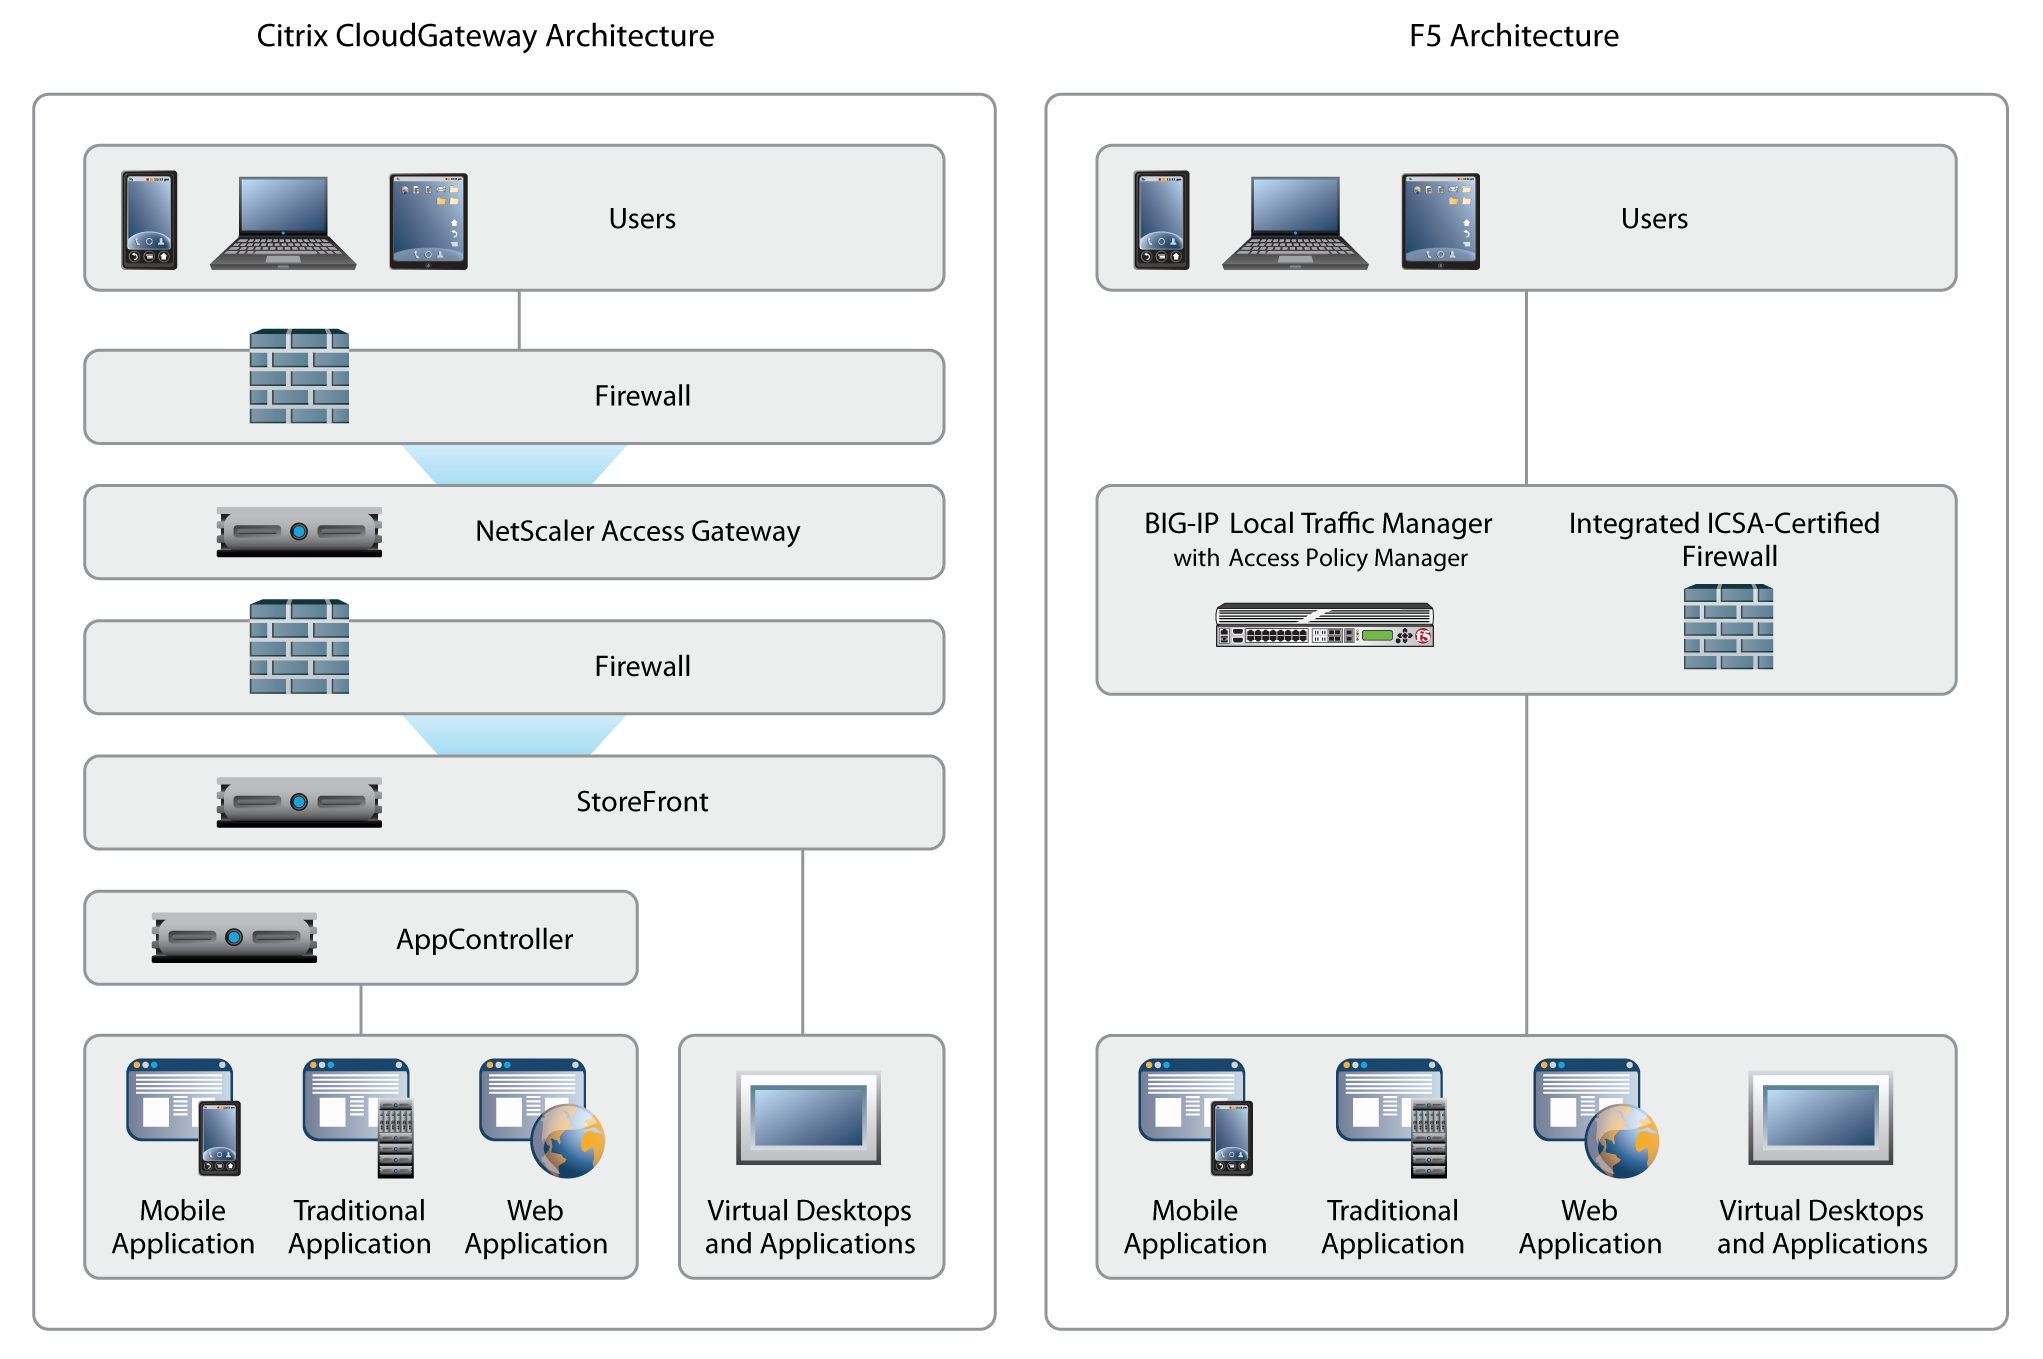 Citrix CloudGateway Architecture
Users
Firewall
NetScaler Access Gateway
Firewall
StoreFront
AppController
Mobile
Application
Traditional
Application
Web
Application
Virtual Desktops
and Applications
F5 Architecture
Users
BIG-IP Local Traffic Manager
with Access Policy Manager
Integrated ICSA-Certified
Firewall
f5
Mobile
Application
Traditional
Application
Web
Application
Virtual Desktops
and Applications